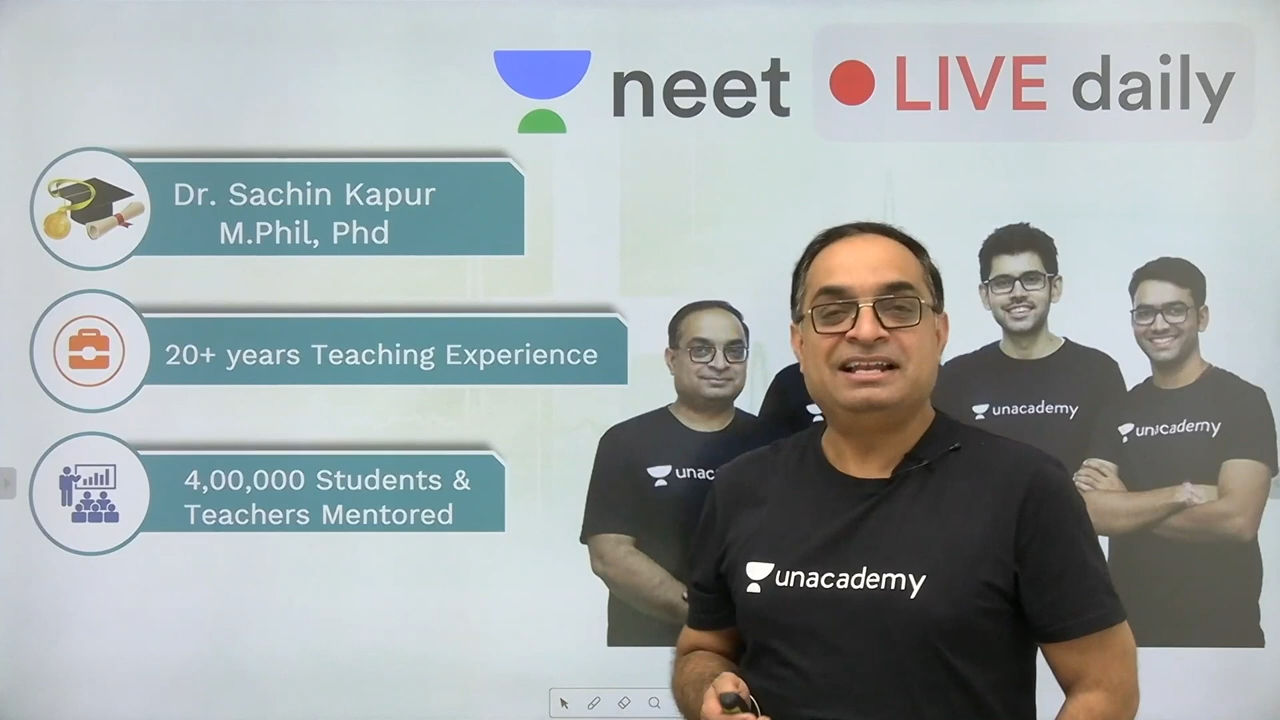 neet LIVE daily
Dr. Sachin Kapur
M.Phil, Phd
20+ years Teaching Experience
4,00,000 Students &
Teachers Mentored
unacademy
unacademy
unac
unacademy